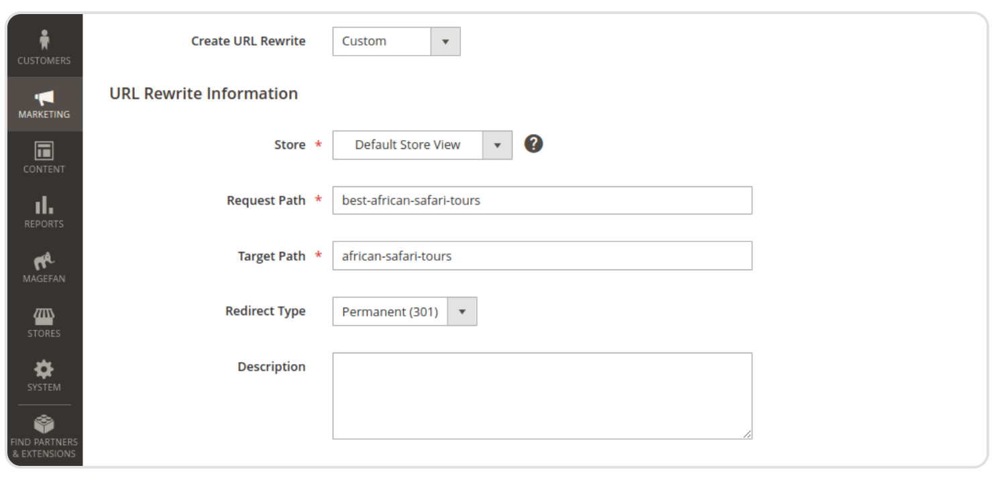 CUSTOMERS
MARKETING
CONTENT
REPORTS
MAGEFAN
STORES
SYSTEM
FIND PARTNERS
& EXTENSIONS
Create URL Rewrite Custom
URL Rewrite Information
Store * Default Store View ?
Request Path * best-african-safari-tours
Target Path * african-safari-tours
Redirect Type Permanent (301)
Description